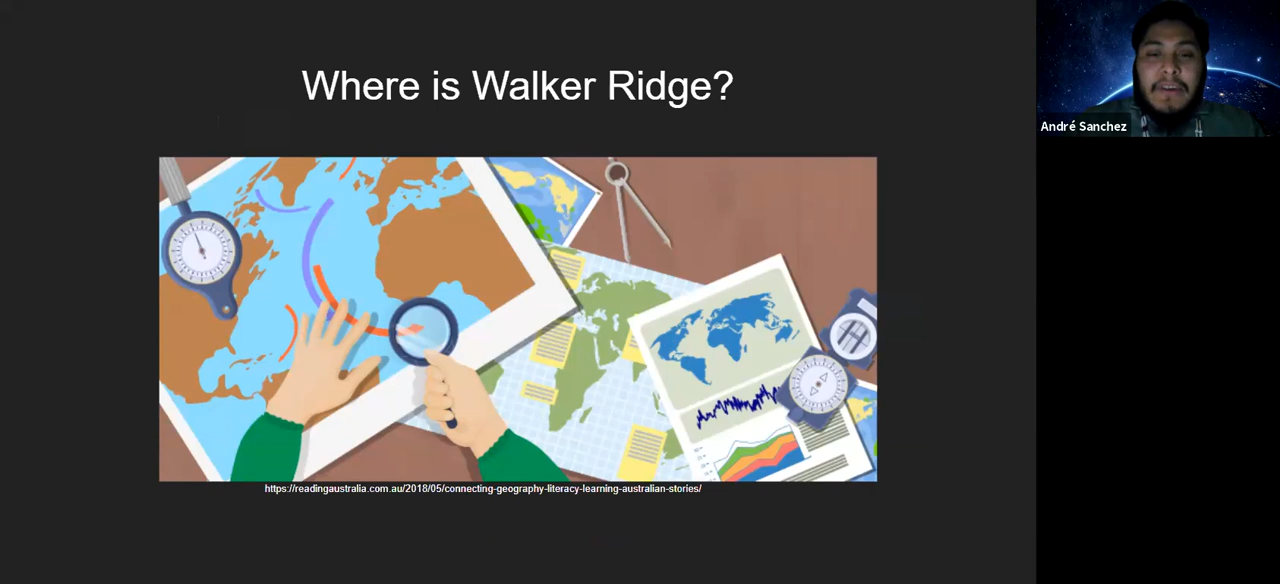 Where is Walker Ridge?
André Sanchez
https://readingaustralia.com.au/2018/05/connecting-geography-literacy-learning-australian-stories/